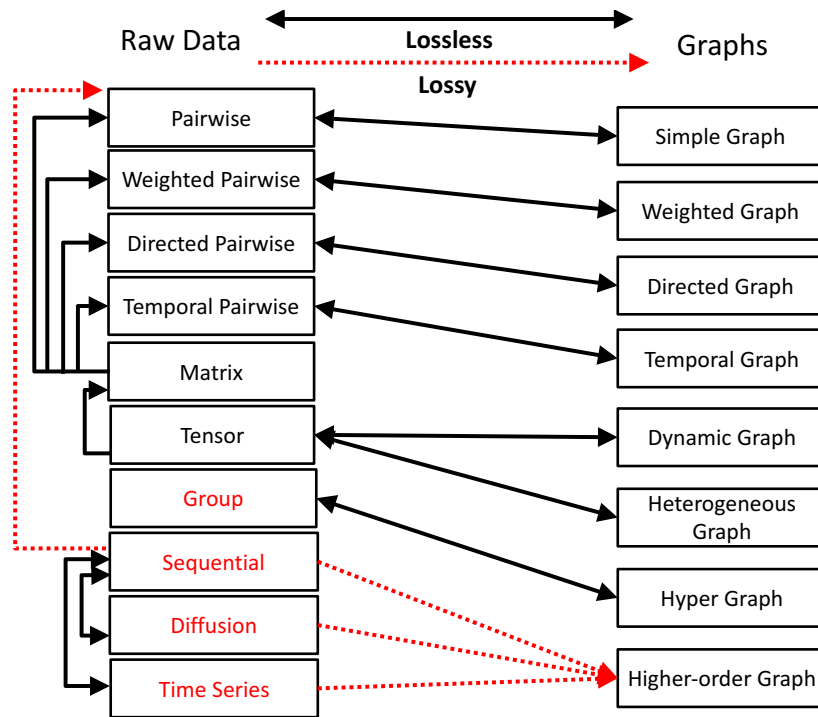 Raw Data
Lossless
Lossy
Graphs
Pairwise
Weighted Pairwise
Directed Pairwise
Temporal Pairwise
Matrix
Tensor
Group
Sequential
Diffusion
Time Series
Simple Graph
Weighted Graph
Directed Graph
Temporal Graph
Dynamic Graph
Heterogeneous
Graph
Hyper Graph
Higher-order Graph